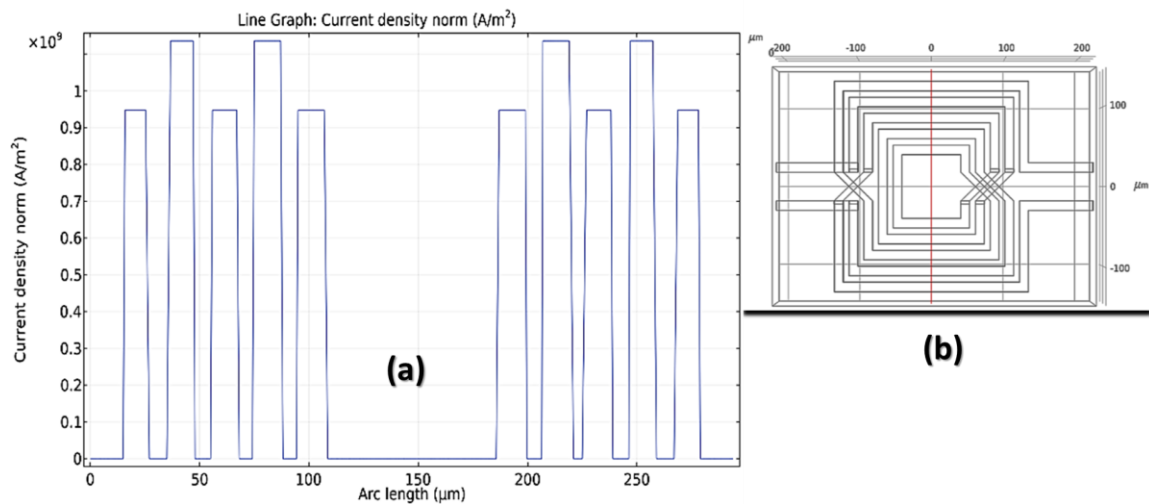 Line Graph: Current density norm (A/m²)
×10⁹
1
0.9
0.8
0.7
0.6
0.5
0.4
0.3
0.2
0.1
0
Current density norm (A/m²)
0 50 100 150 200 250
Arc length (μm)
(a)
μm
-200 -100 0 100 200
0
100
0 μm
-100
(b)